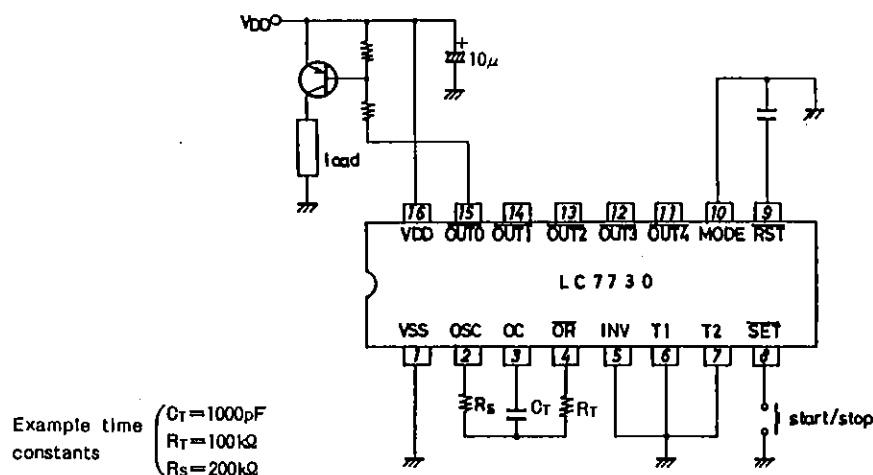 VDD
10μ
load
16 15 14 13 12 11 10 9
VDD OUT0 OUT1 OUT2 OUT3 OUT4 MODE RST
LC7730
VSS OSC OC OR INV T1 T2 SET
1 2 3 4 5 6 7 8
Rs CT RT
start/stop
Example time
constants
CT=1000pF
RT=100kΩ
RS=200kΩ